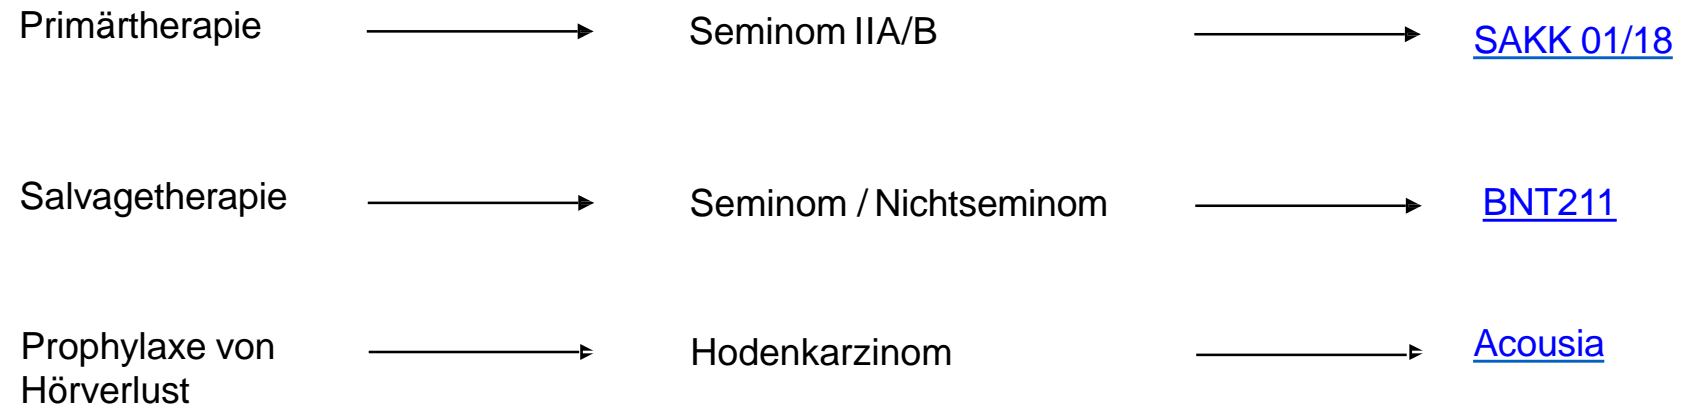 Primärtherapie Seminom IIA/B SAKK 01/18
Salvagetherapie Seminom / Nichtseminom BNT211
Prophylaxe von Hörverlust Hodenkarzinom Acousia